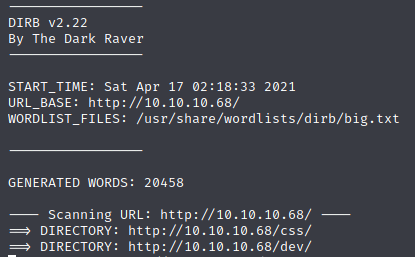 -----------------
DIRB v2.22
By The Dark Raver
-----------------
START_TIME: Sat Apr 17 02:18:33 2021
URL_BASE: http://10.10.10.68/
WORDLIST_FILES: /usr/share/wordlists/dirb/big.txt
-----------------
GENERATED WORDS: 20458
---- Scanning URL: http://10.10.10.68/ ----
==> DIRECTORY: http://10.10.10.68/css/
==> DIRECTORY: http://10.10.10.68/dev/